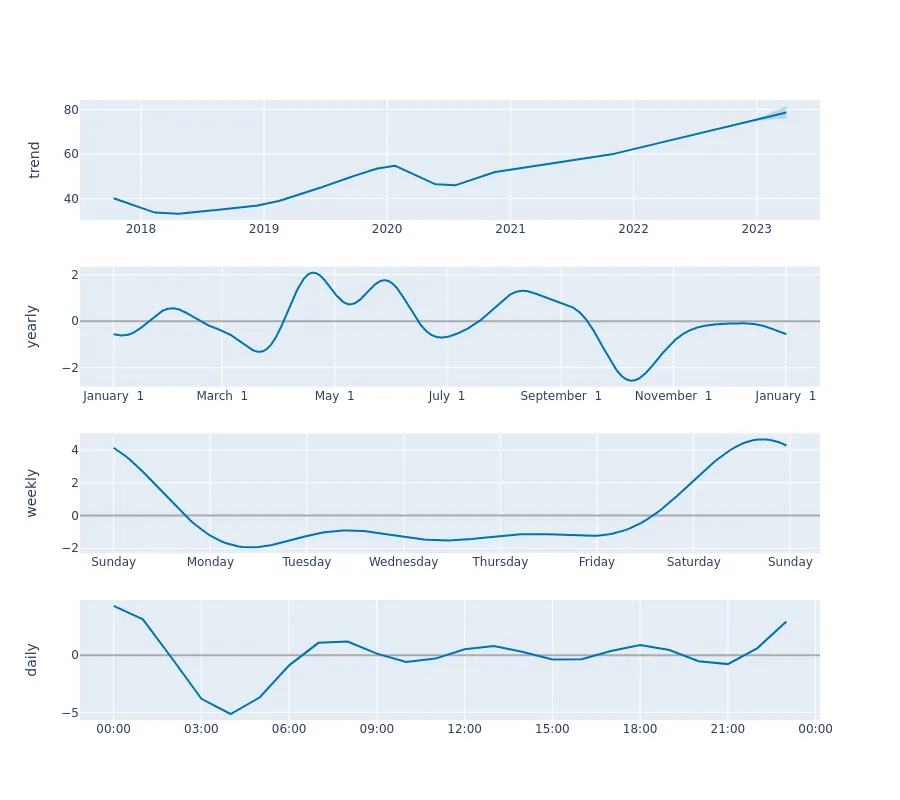 trend
80
60
40
2018 2019 2020 2021 2022 2023
yearly
2
0
−2
January 1 March 1 May 1 July 1 September 1 November 1 January 1
weekly
4
2
0
−2
Sunday Monday Tuesday Wednesday Thursday Friday Saturday Sunday
daily
0
−5
00:00 03:00 06:00 09:00 12:00 15:00 18:00 21:00 00:00